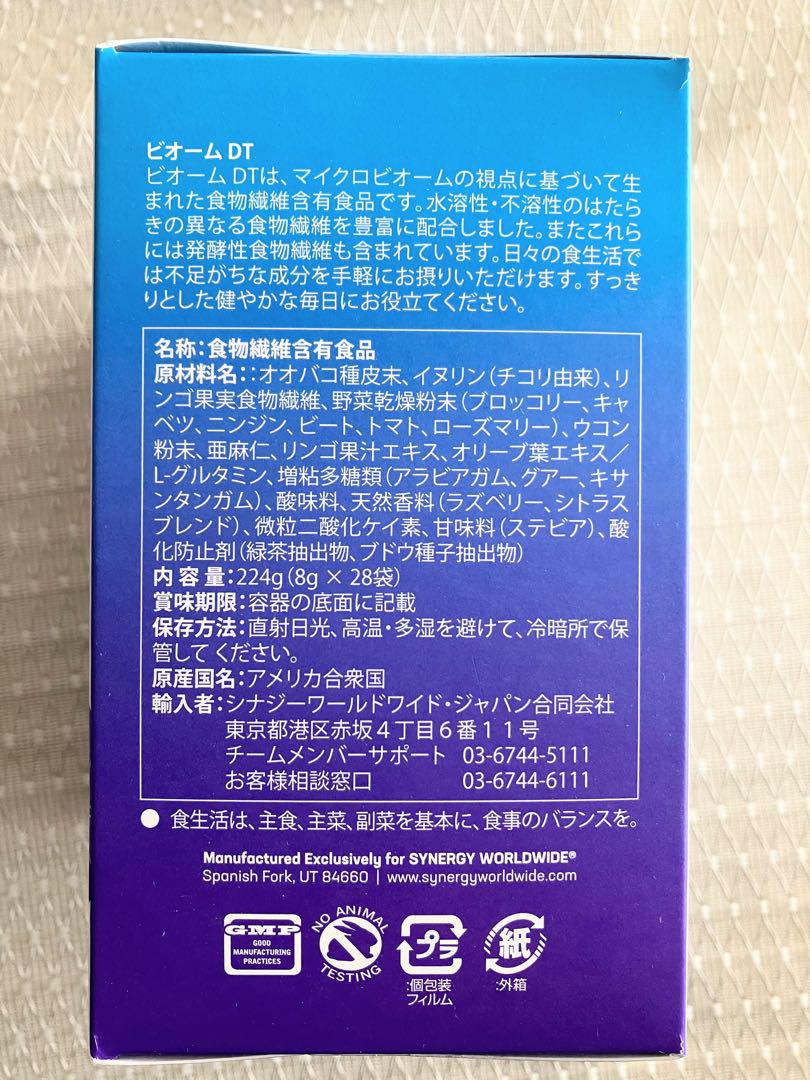 ビオーム DT
ビオーム DTは、マイクロビオームの視点に基づいて生
まれた食物繊維含有食品です。水溶性・不溶性のはたら
きの異なる食物繊維を豊富に配合しました。またこれら
には発酵性食物繊維も含まれています。日々の食生活で
は不足がちな成分を手軽にお摂りいただけます。すっき
りとした健やかな毎日にお役立てください。
名称：食物繊維含有食品
原材料名：：オオバコ種皮末、イヌリン（チコリ由来）、リ
ンゴ果実食物繊維、野菜乾燥粉末（ブロッコリー、キャ
ベツ、ニンジン、ビート、トマト、ローズマリー）、ウコン
粉末、亜麻仁、リンゴ果汁エキス、オリーブ葉エキス／
L-グルタミン、増粘多糖類（アラビアガム、グアー、キサ
ンタンガム）、酸味料、天然香料（ラズベリー、シトラス
ブレンド）、微粒二酸化ケイ素、甘味料（ステビア）、酸
化防止剤（緑茶抽出物、ブドウ種子抽出物）
内 容 量：224g（8g × 28袋）
賞味期限：容器の底面に記載
保存方法：直射日光、高温・多湿を避けて、冷暗所で保
管して ください。
原産国名：アメリカ合衆国
輸入者：シナジーワールドワイド・ジャパン合同会社
東京都港区赤坂４丁目６番１１号
チームメンバーサポート 03-6744-5111
お客様相談窓口 03-6744-6111
● 食生活は、主食、主菜、副菜を基本に、食事のバランスを。
Manufactured Exclusively for SYNERGY WORLDWIDE®
Spanish Fork, UT 84660 | www.synergyworldwide.com
GMP
GOOD
MANUFACTURING
PRACTICES
NO ANIMAL
TESTING
プラ
:個包装
フィルム
紙
:外箱